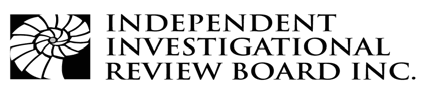 INDEPENDENT
INVESTIGATIONAL
REVIEW BOARD INC.